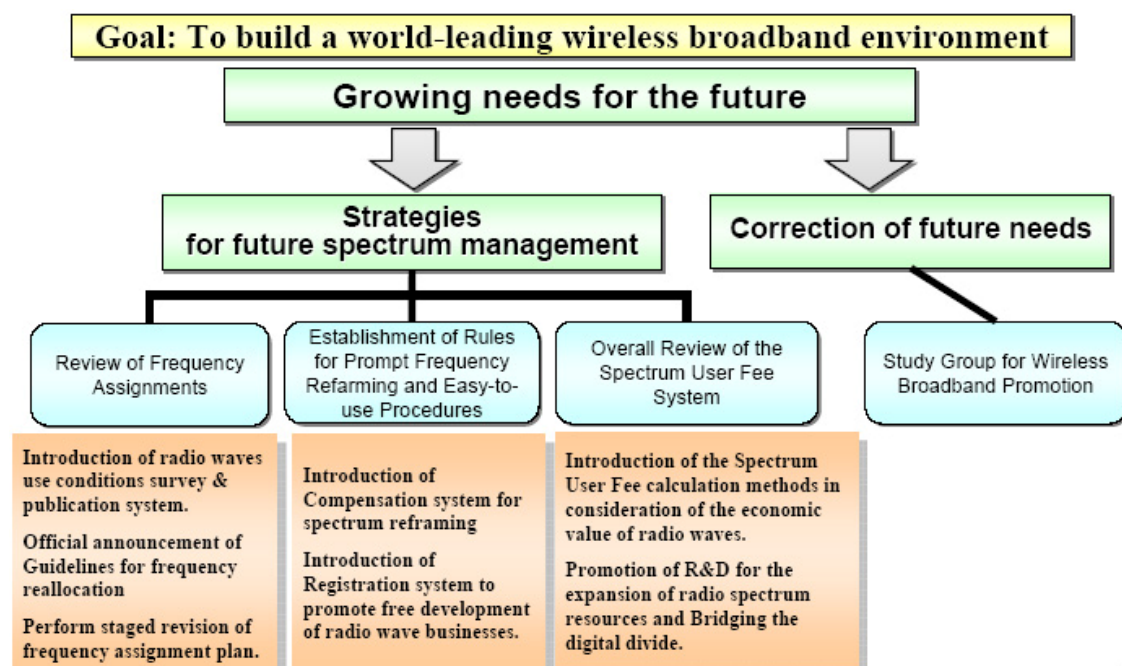 Goal: To build a world-leading wireless broadband environment
Growing needs for the future
Strategies
for future spectrum management
Correction of future needs
Review of Frequency
Assignments
Establishment of Rules
for Prompt Frequency
Refarming and Easy-to-
use Procedures
Overall Review of the
Spectrum User Fee
System
Study Group for Wireless
Broadband Promotion
Introduction of radio waves
use conditions survey &
publication system.
Official announcement of
Guidelines for frequency
reallocation
Perform staged revision of
frequency assignment plan.
Introduction of
Compensation system for
spectrum reframing
Introduction of
Registration system to
promote free development
of radio wave businesses.
Introduction of the Spectrum
User Fee calculation methods in
consideration of the economic
value of radio waves.
Promotion of R&D for the
expansion of radio spectrum
resources and Bridging the
digital divide.